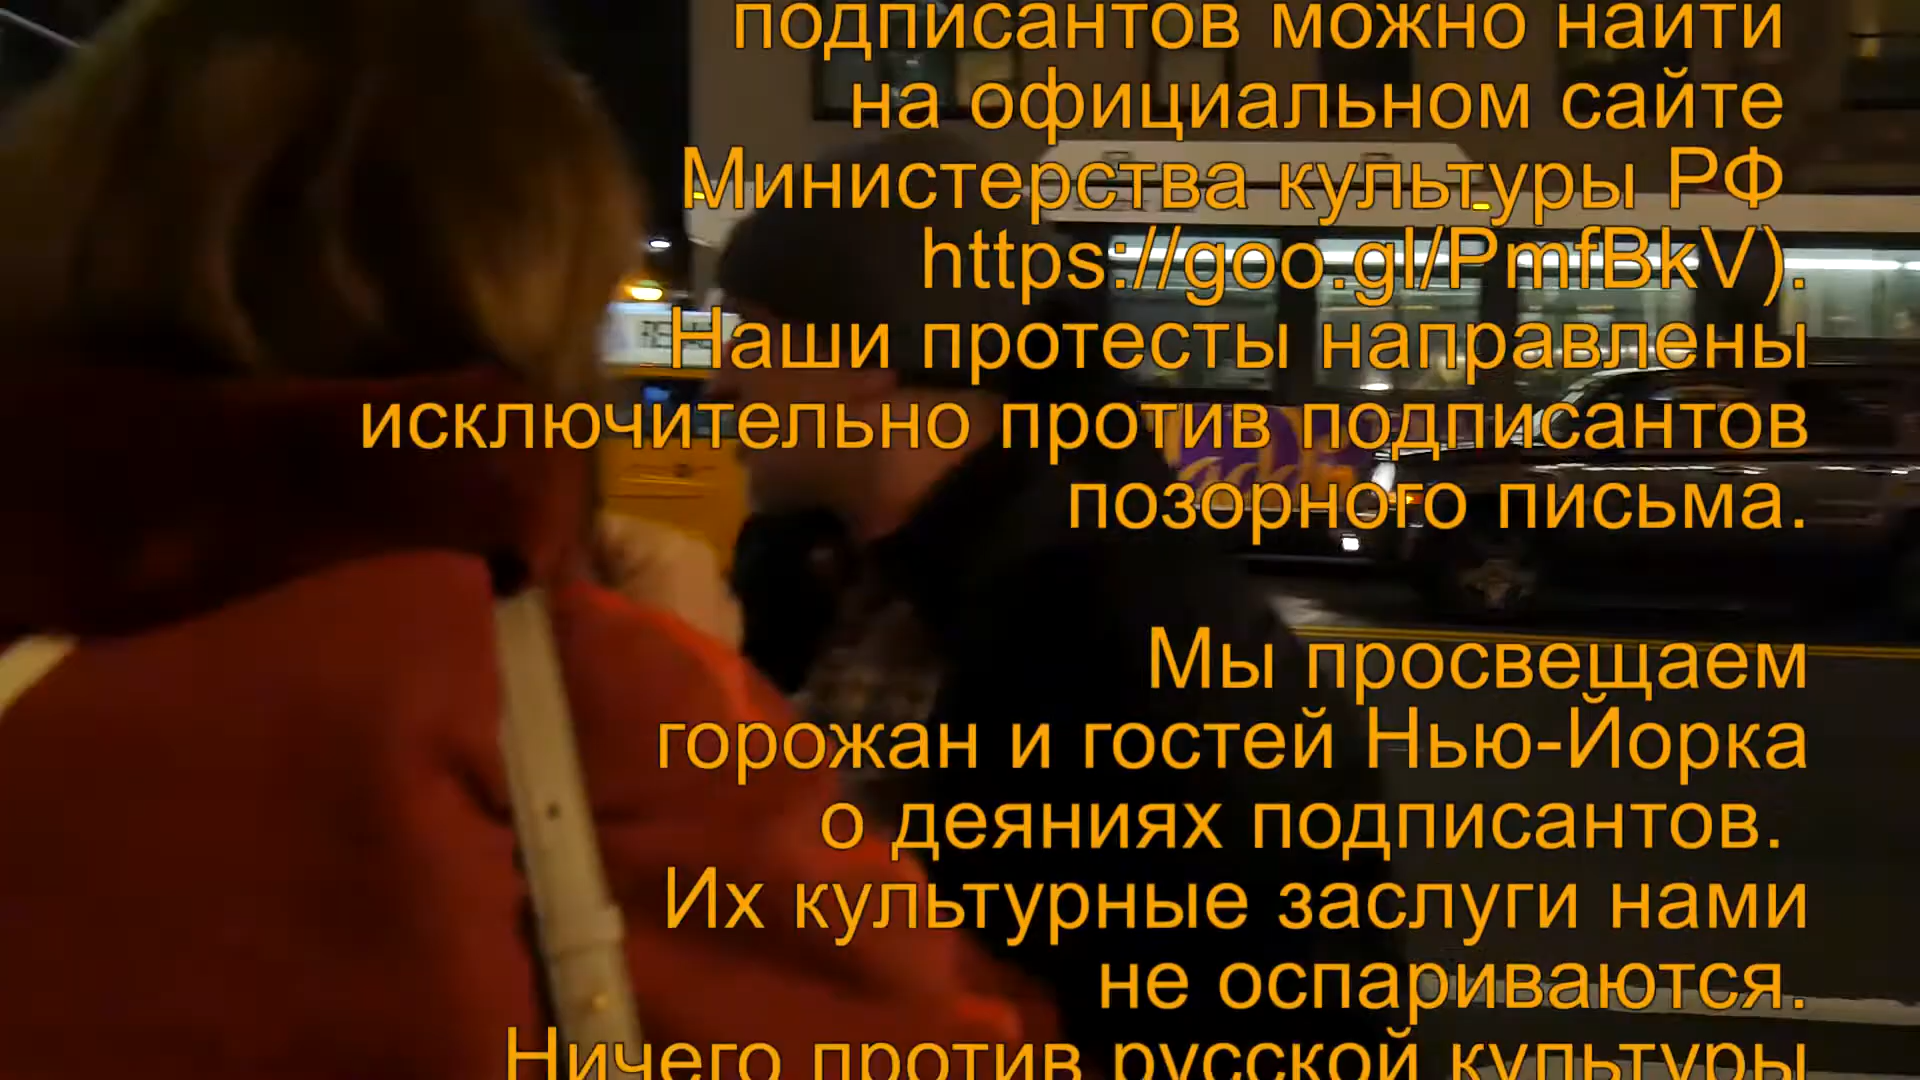 подписантов можно найти
на официальном сайте
Министерства культуры РФ
https://goo.gl/PmfBkV).
Наши протесты направлены
исключительно против подписантов
позорного письма.
Мы просвещаем
горожан и гостей Нью-Йорка
о деяниях подписантов.
Их культурные заслуги нами
не оспариваются.
Ничего против русской культуры